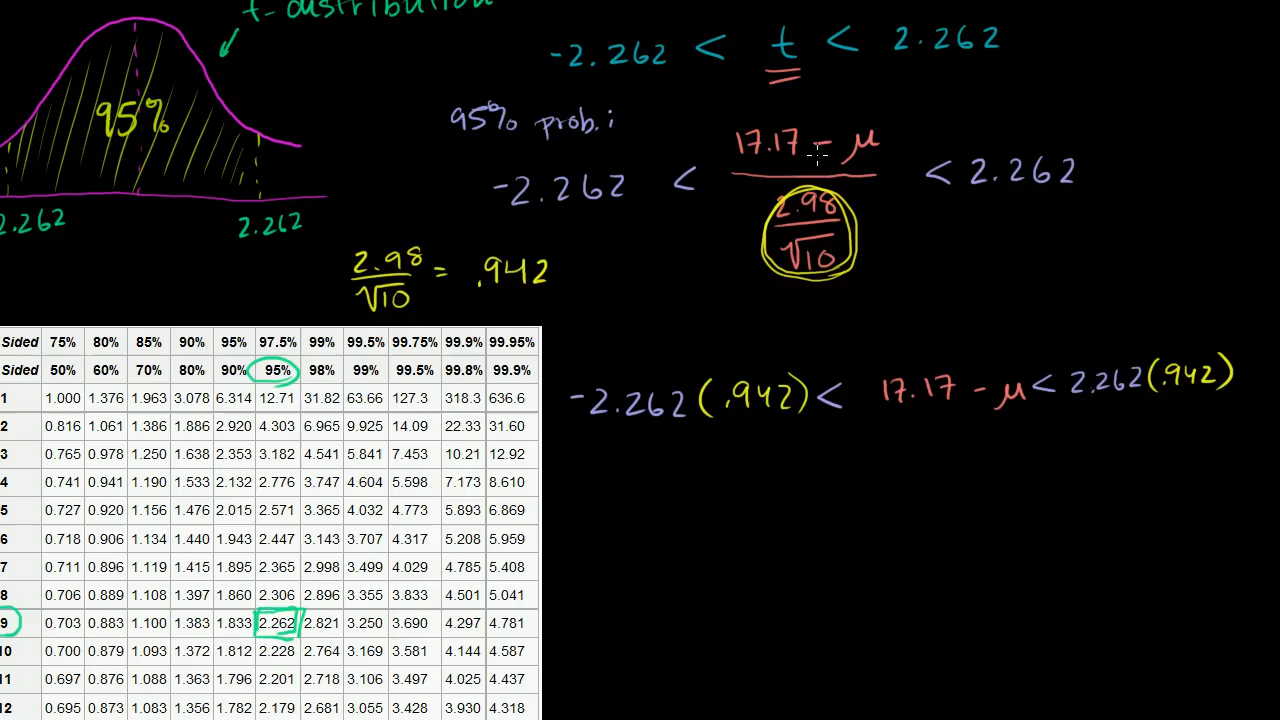 t-distribution
-2.262 < t < 2.262
95%
95% prob.
17.17 - μ
-2.262 < < 2.262
2.98
√10
2.262 2.262
2.98
√10 = .942
Sided 75% 80% 85% 90% 95% 97.5% 99% 99.5% 99.75% 99.9% 99.95%
Sided 50% 60% 70% 80% 90% 95% 98% 99% 99.5% 99.8% 99.9%
1 1.000 1.376 1.963 3.078 6.314 12.71 31.82 63.66 127.3 318.3 636.6
2 0.816 1.061 1.386 1.886 2.920 4.303 6.965 9.925 14.09 22.33 31.60
3 0.765 0.978 1.250 1.638 2.353 3.182 4.541 5.841 7.453 10.21 12.92
4 0.741 0.941 1.190 1.533 2.132 2.776 3.747 4.604 5.598 7.173 8.610
5 0.727 0.920 1.156 1.476 2.015 2.571 3.365 4.032 4.773 5.893 6.869
6 0.718 0.906 1.134 1.440 1.943 2.447 3.143 3.707 4.317 5.208 5.959
7 0.711 0.896 1.119 1.415 1.895 2.365 2.998 3.499 4.029 4.785 5.408
8 0.706 0.889 1.108 1.397 1.860 2.306 2.896 3.355 3.833 4.501 5.041
9 0.703 0.883 1.100 1.383 1.833 2.262 2.821 3.250 3.690 4.297 4.781
10 0.700 0.879 1.093 1.372 1.812 2.228 2.764 3.169 3.581 4.144 4.587
11 0.697 0.876 1.088 1.363 1.796 2.201 2.718 3.106 3.497 4.025 4.437
12 0.695 0.873 1.083 1.356 1.782 2.179 2.681 3.055 3.428 3.930 4.318
-2.262(.942) < 17.17 - μ < 2.262(.942)